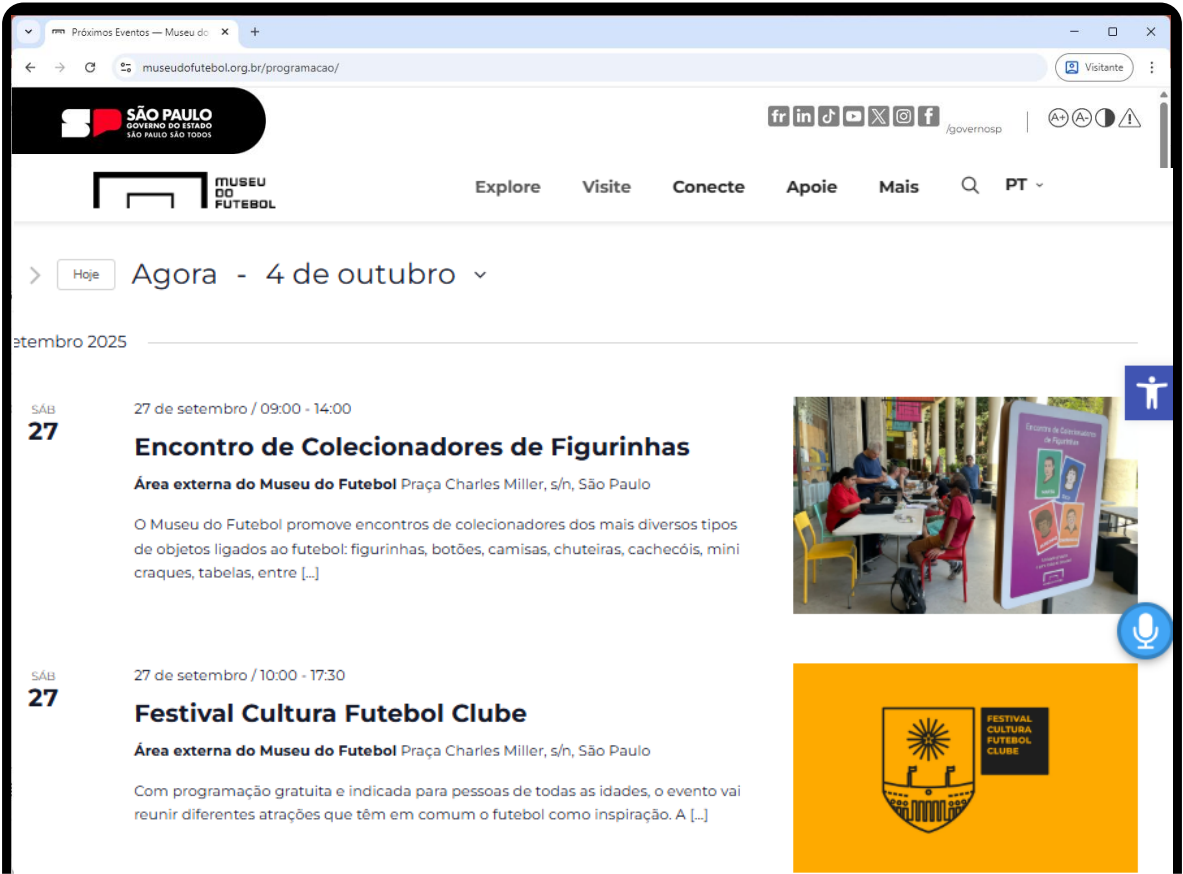 Próximos Eventos — Museu do
museudofutebol.org.br/programacao/
Visitante
SÃO PAULO
GOVERNO DO ESTADO
SÃO PAULO SÃO TODOS
fr in X f /governosp
A+ A-
MUSEU
DO
FUTEBOL
Explore Visite Conecte Apoie Mais PT
Hoje Agora - 4 de outubro
etembro 2025
SÁB
27
27 de setembro / 09:00 - 14:00
Encontro de Colecionadores de Figurinhas
Área externa do Museu do Futebol Praça Charles Miller, s/n, São Paulo
O Museu do Futebol promove encontros de colecionadores dos mais diversos tipos
de objetos ligados ao futebol: figurinhas, botões, camisas, chuteiras, cachecóis, mini
craques, tabelas, entre [...]
Encontro de Colecionadores
de Figurinhas
SÁB
27
27 de setembro / 10:00 - 17:30
Festival Cultura Futebol Clube
Área externa do Museu do Futebol Praça Charles Miller, s/n, São Paulo
Com programação gratuita e indicada para pessoas de todas as idades, o evento vai
reunir diferentes atrações que têm em comum o futebol como inspiração. A [...]
FESTIVAL
CULTURA
FUTEBOL
CLUBE